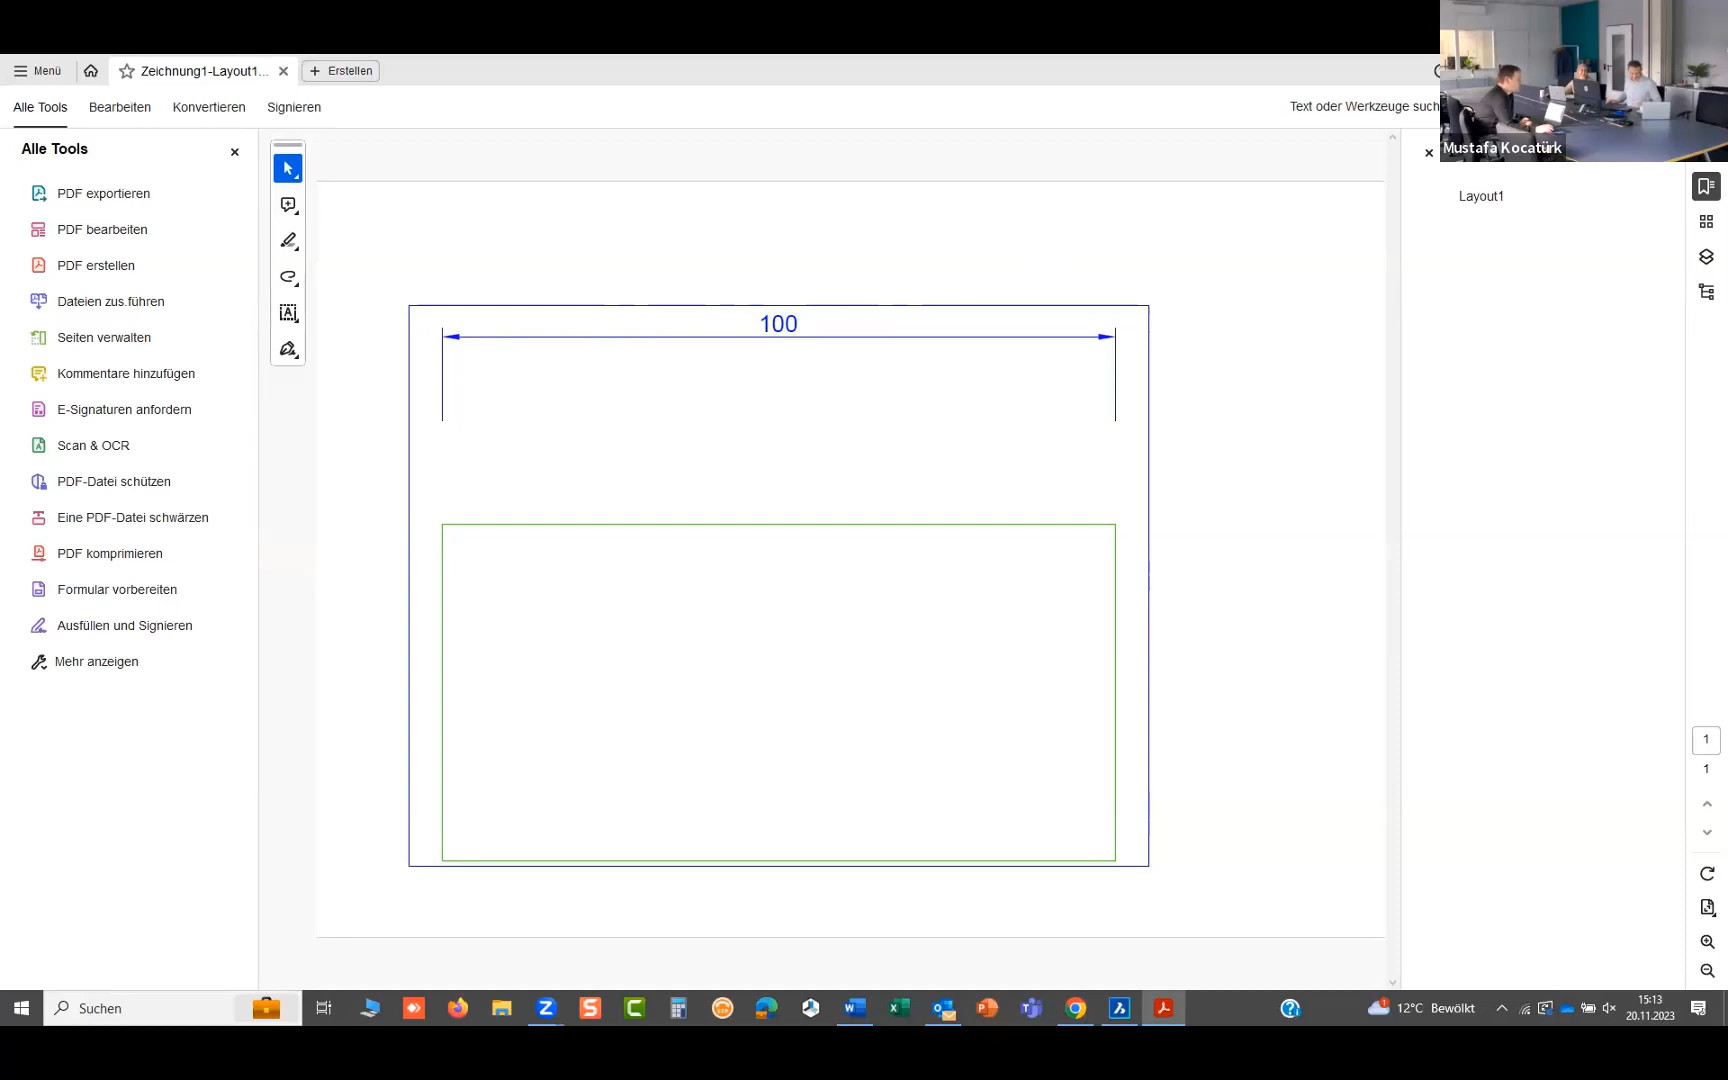 Menü
Zeichnung1-Layout1...
Erstellen
Alle Tools
Bearbeiten
Konvertieren
Signieren
Text oder Werkzeuge such
Mustafa Kocatürk
Alle Tools
PDF exportieren
PDF bearbeiten
PDF erstellen
Dateien zus.führen
Seiten verwalten
Kommentare hinzufügen
E-Signaturen anfordern
Scan & OCR
PDF-Datei schützen
Eine PDF-Datei schwärzen
PDF komprimieren
Formular vorbereiten
Ausfüllen und Signieren
Mehr anzeigen
100
Layout1
1
1
Suchen
12°C Bewölkt
15:13
20.11.2023